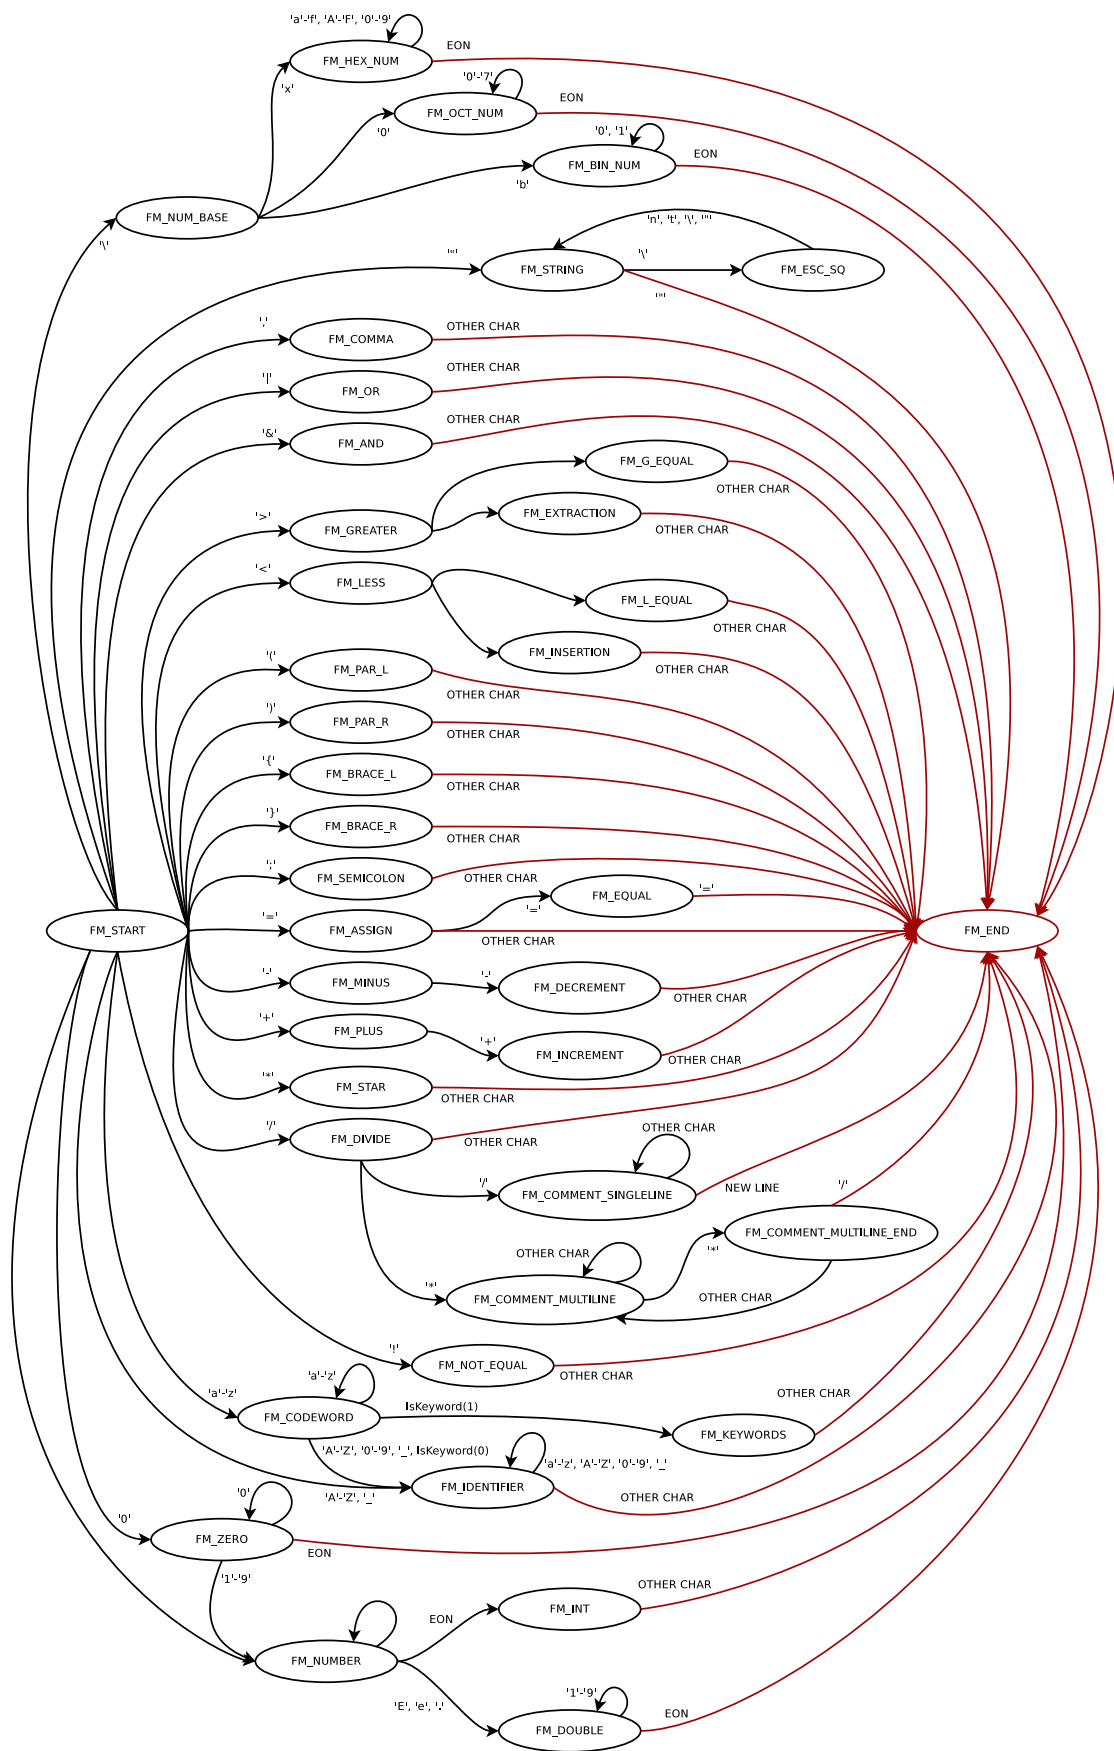 'a'-'f', 'A'-'F', '0'-'9'
EON
FM_HEX_NUM
'x'
'0'-'7'
EON
FM_OCT_NUM
'0'
'0', '1'
EON
FM_BIN_NUM
'b'
FM_NUM_BASE
'\'
'n', 't', '\', '"'
'"'
FM_STRING
'\'
FM_ESC_SQ
'"'
','
FM_COMMA
OTHER CHAR
'|'
FM_OR
OTHER CHAR
'&'
FM_AND
OTHER CHAR
FM_G_EQUAL
OTHER CHAR
'>'
FM_GREATER
FM_EXTRACTION
OTHER CHAR
'<'
FM_LESS
FM_L_EQUAL
OTHER CHAR
FM_INSERTION
OTHER CHAR
'('
FM_PAR_L
OTHER CHAR
')'
FM_PAR_R
OTHER CHAR
'{'
FM_BRACE_L
OTHER CHAR
'}'
FM_BRACE_R
OTHER CHAR
';'
FM_SEMICOLON
OTHER CHAR
FM_EQUAL
'='
'='
FM_START
'='
FM_ASSIGN
OTHER CHAR
FM_END
'-'
FM_MINUS
'-'
FM_DECREMENT
OTHER CHAR
'+'
FM_PLUS
'+'
FM_INCREMENT
OTHER CHAR
'*'
FM_STAR
OTHER CHAR
'/'
FM_DIVIDE
OTHER CHAR
OTHER CHAR
'/'
FM_COMMENT_SINGLELINE
NEW LINE
'/'
FM_COMMENT_MULTILINE_END
OTHER CHAR
'*'
'*'
FM_COMMENT_MULTILINE
OTHER CHAR
'!'
FM_NOT_EQUAL
OTHER CHAR
'a'-'z'
'a'-'z'
FM_CODEWORD
IsKeyword(1)
OTHER CHAR
FM_KEYWORDS
'A'-'Z', '0'-'9', '_', IsKeyword(0)
'a'-'z', 'A'-'Z', '0'-'9', '_'
FM_IDENTIFIER
'A'-'Z', '_'
OTHER CHAR
'0'
'0'
FM_ZERO
EON
'1'-'9'
OTHER CHAR
EON
FM_INT
FM_NUMBER
'E', 'e', '.'
'1'-'9'
EON
FM_DOUBLE